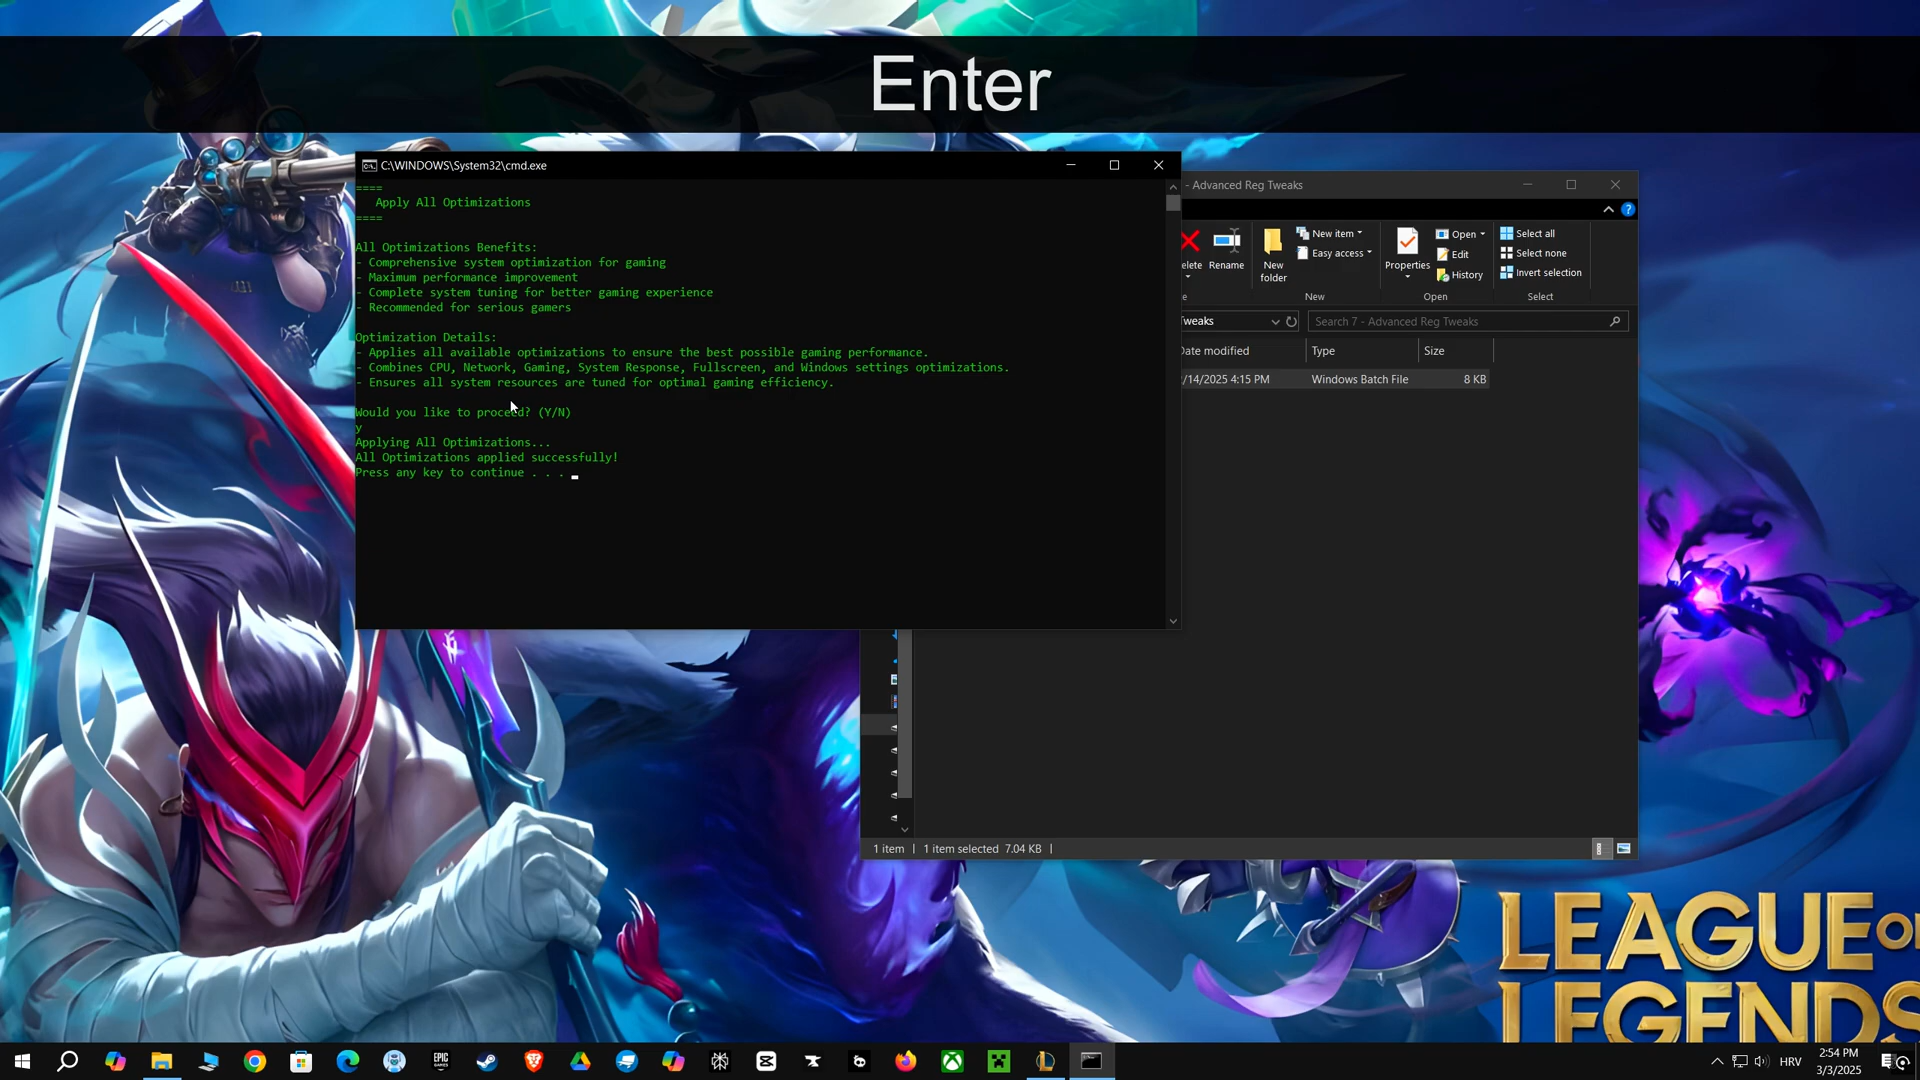 Enter
C:\WINDOWS\System32\cmd.exe
====
Apply All Optimizations
====
All Optimizations Benefits:
- Comprehensive system optimization for gaming
- Maximum performance improvement
- Complete system tuning for better gaming experience
- Recommended for serious gamers
Optimization Details:
- Applies all available optimizations to ensure the best possible gaming performance.
- Combines CPU, Network, Gaming, System Response, Fullscreen, and Windows settings optimizations.
- Ensures all system resources are tuned for optimal gaming efficiency.
Would you like to proceed? (Y/N)
y
Applying All Optimizations...
All Optimizations applied successfully!
Press any key to continue . . .
- Advanced Reg Tweaks
elete
Rename
New folder
New item
Easy access
New
Properties
Open
Edit
History
Open
Select all
Select none
Invert selection
Select
Tweaks
Search 7 - Advanced Reg Tweaks
Date modified Type Size
/14/2025 4:15 PM Windows Batch File 8 KB
1 item 1 item selected 7.04 KB
LEAGUE OF
LEGENDS
EPIC GAMES
HRV
2:54 PM
3/3/2025